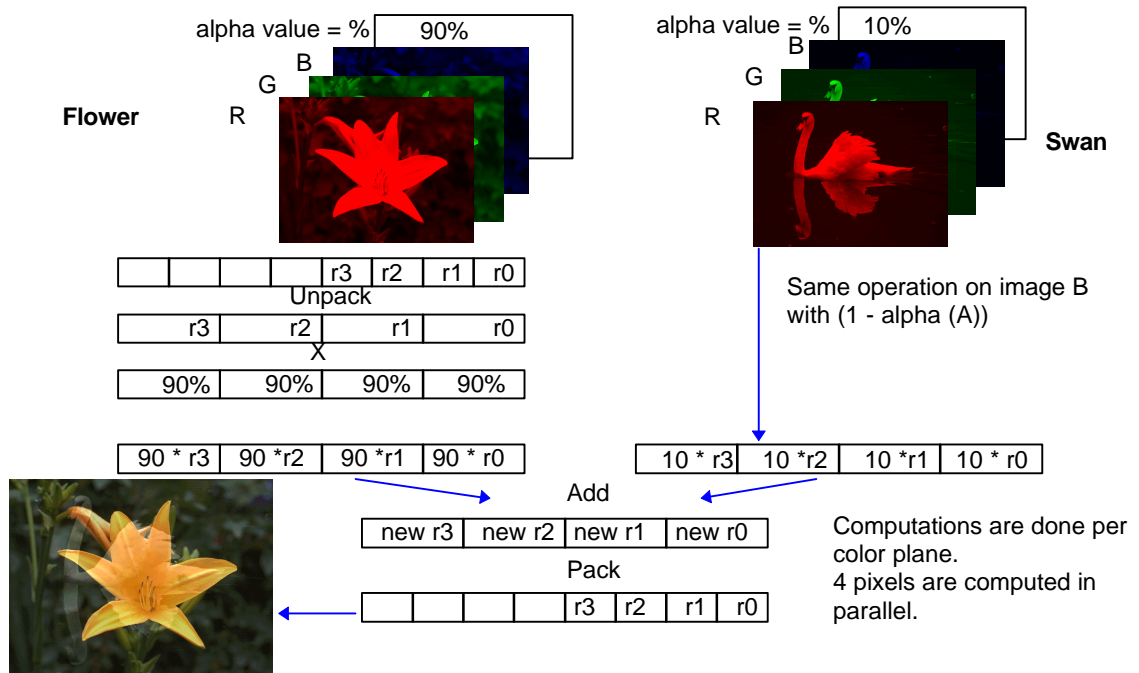 alpha value = % 90%
B
G
R
Flower
alpha value = % 10%
B
G
R
Swan
r3 r2 r1 r0
Unpack
r3 r2 r1 r0
X
90% 90% 90% 90%
Same operation on image B
with (1 - alpha (A))
90 * r3 90 *r2 90 *r1 90 * r0
10 * r3 10 *r2 10 *r1 10 * r0
Add
new r3 new r2 new r1 new r0
Pack
r3 r2 r1 r0
Computations are done per
color plane.
4 pixels are computed in
parallel.